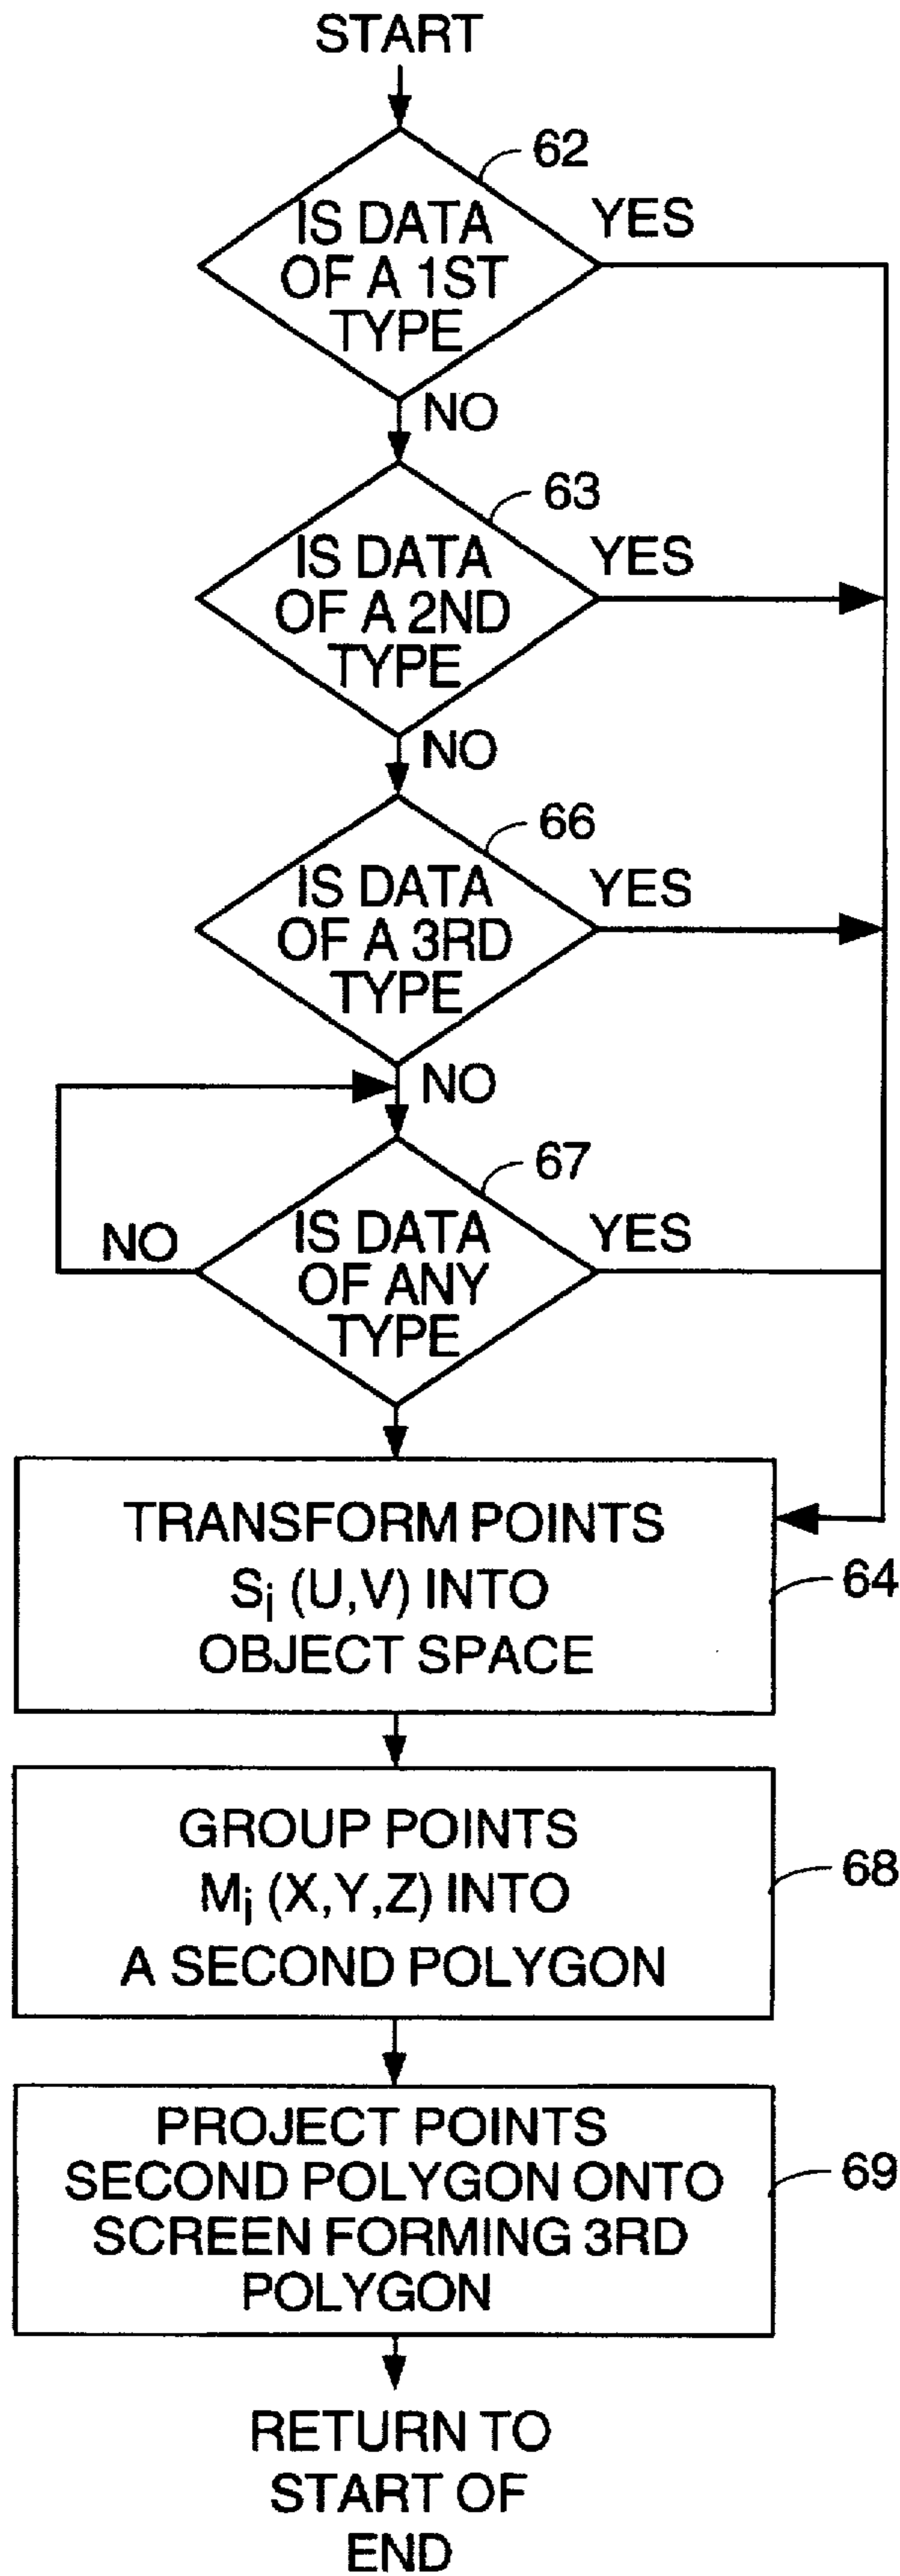 START
62
IS DATA
OF A 1ST
TYPE
YES
NO
63
IS DATA
OF A 2ND
TYPE
YES
NO
66
IS DATA
OF A 3RD
TYPE
YES
NO
67
IS DATA
OF ANY
TYPE
NO
YES
TRANSFORM POINTS
Si (U,V) INTO
OBJECT SPACE
64
GROUP POINTS
Mi (X,Y,Z) INTO
A SECOND POLYGON
68
PROJECT POINTS
SECOND POLYGON ONTO
SCREEN FORMING 3RD
POLYGON
69
RETURN TO
START OF
END